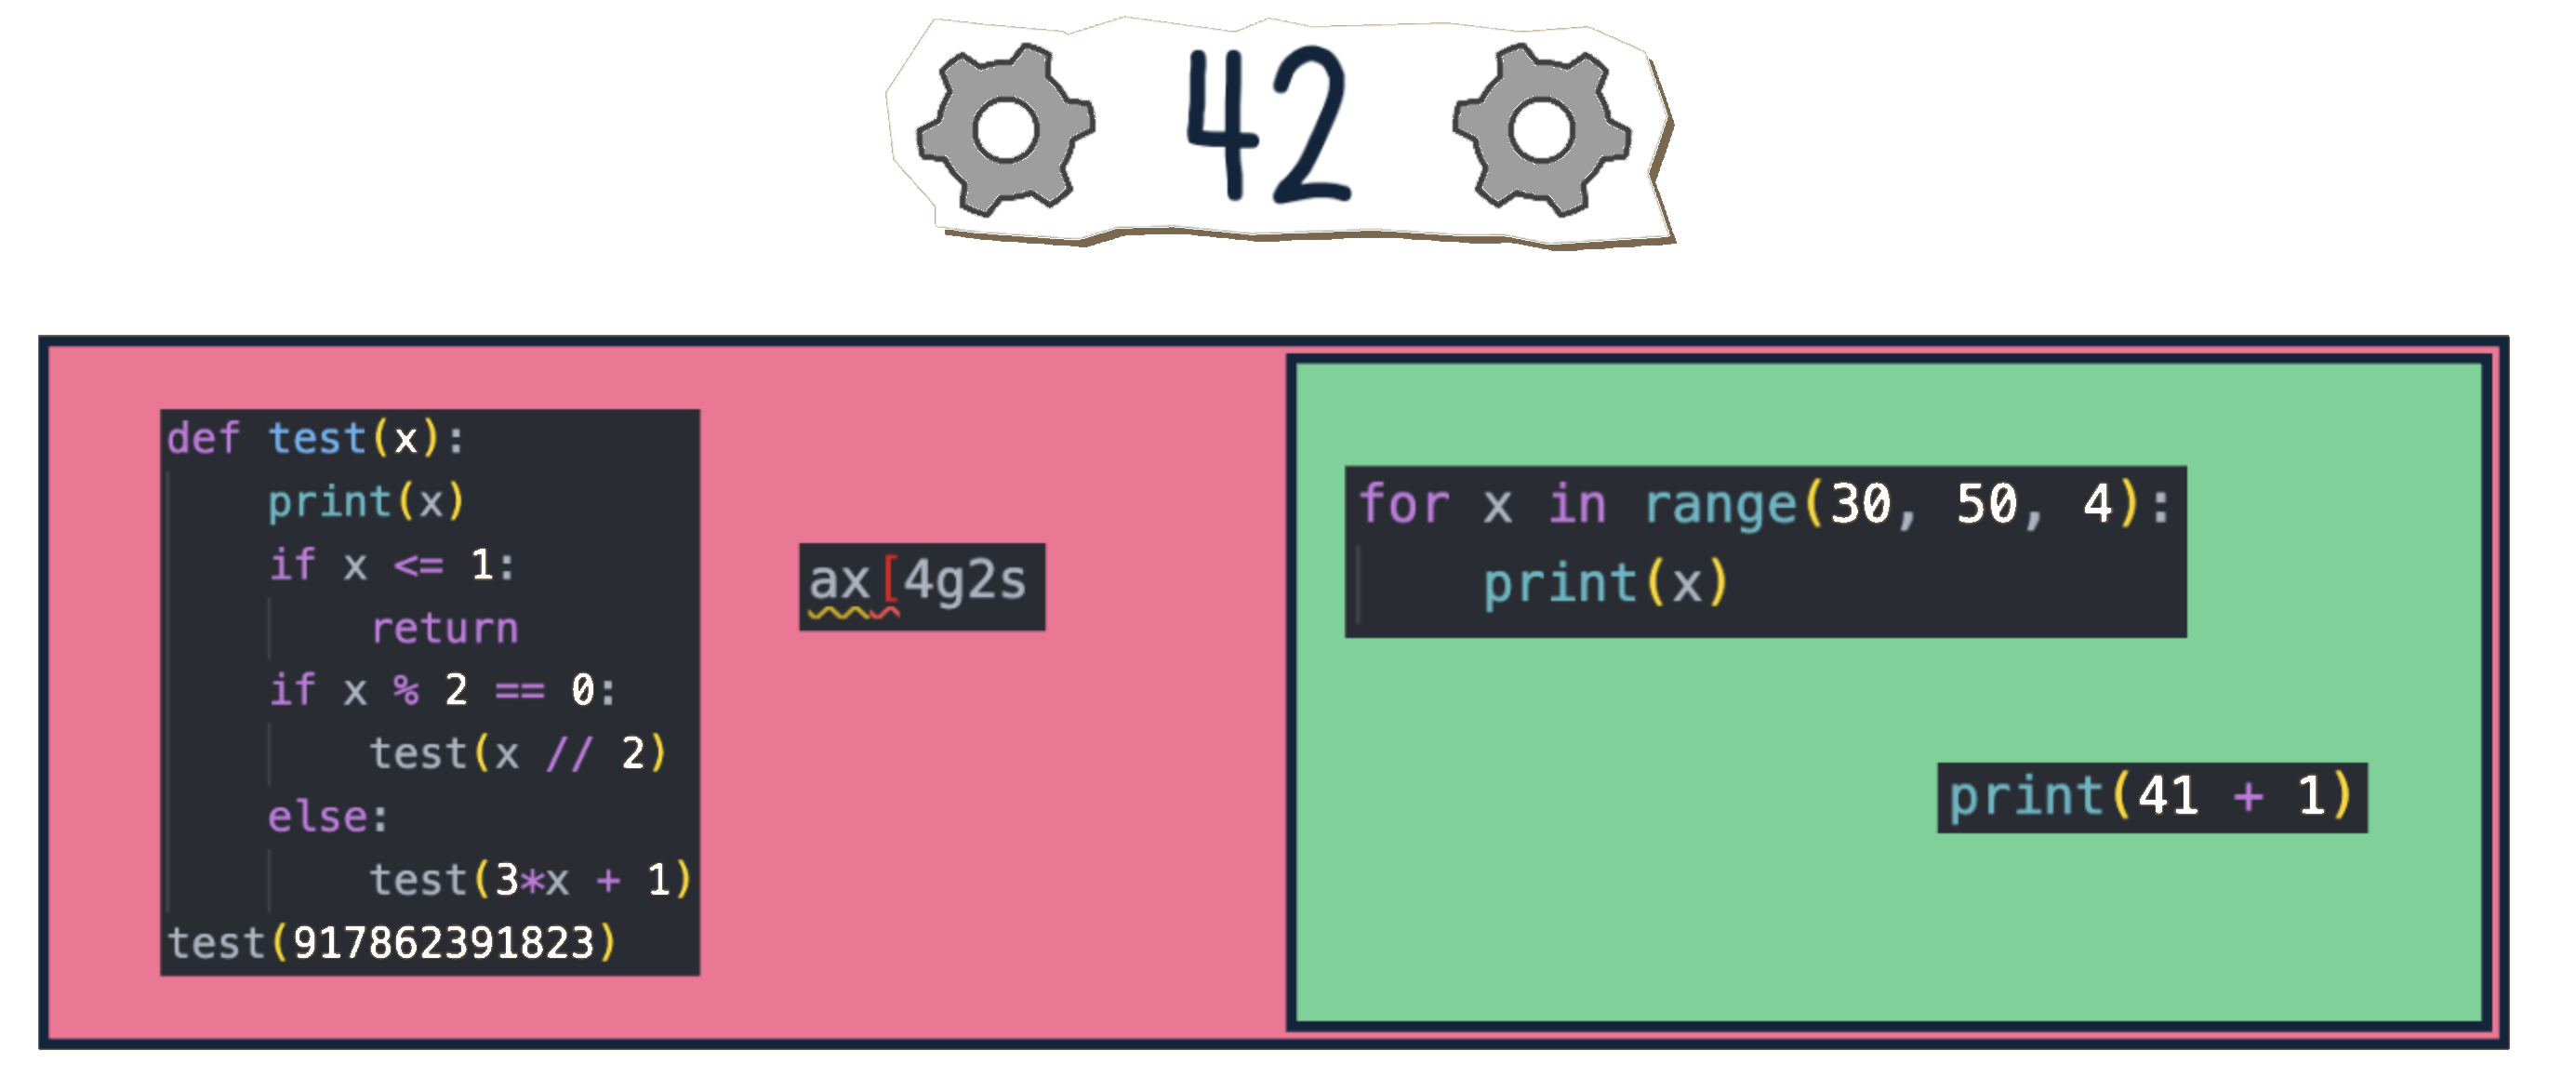 42
def test(x):
    print(x)
    if x <= 1:
        return
    if x % 2 == 0:
        test(x // 2)
    else:
        test(3*x + 1)
test(917862391823)
ax[4g2s
for x in range(30, 50, 4):
    print(x)
print(41 + 1)